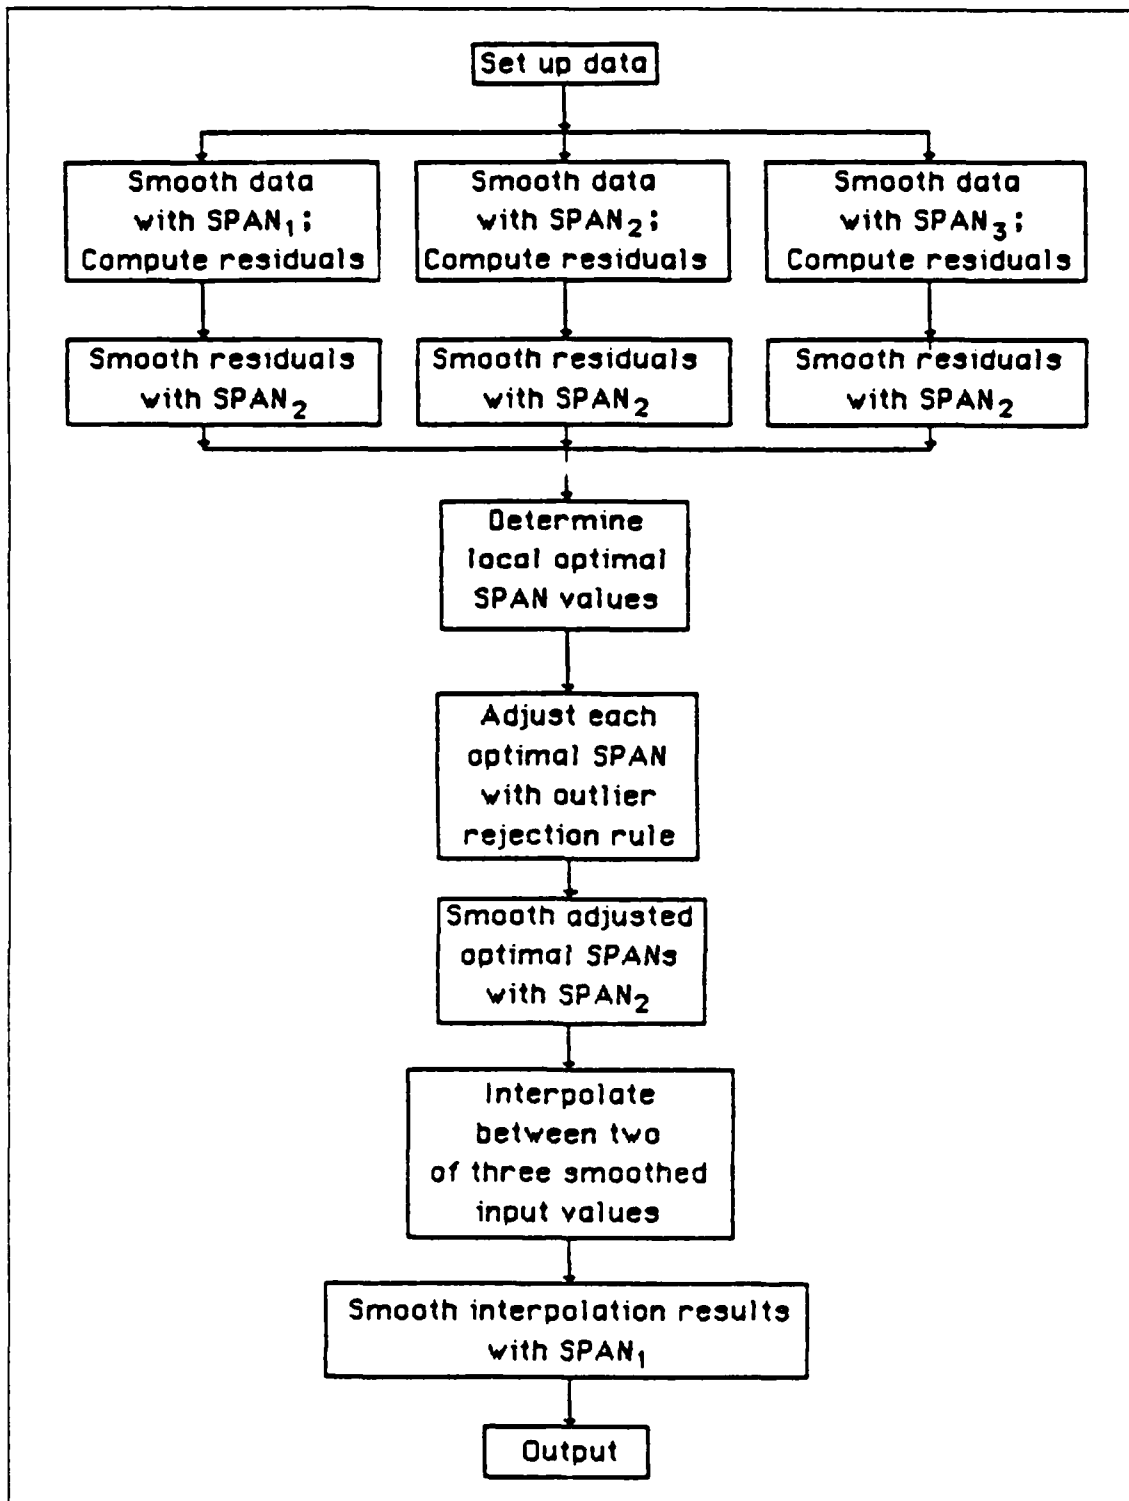 Set up data
Smooth data
with SPAN₁;
Compute residuals
Smooth data
with SPAN₂;
Compute residuals
Smooth data
with SPAN₃;
Compute residuals
Smooth residuals
with SPAN₂
Smooth residuals
with SPAN₂
Smooth residuals
with SPAN₂
Determine
local optimal
SPAN values
Adjust each
optimal SPAN
with outlier
rejection rule
Smooth adjusted
optimal SPANs
with SPAN₂
Interpolate
between two
of three smoothed
input values
Smooth interpolation results
with SPAN₁
Output